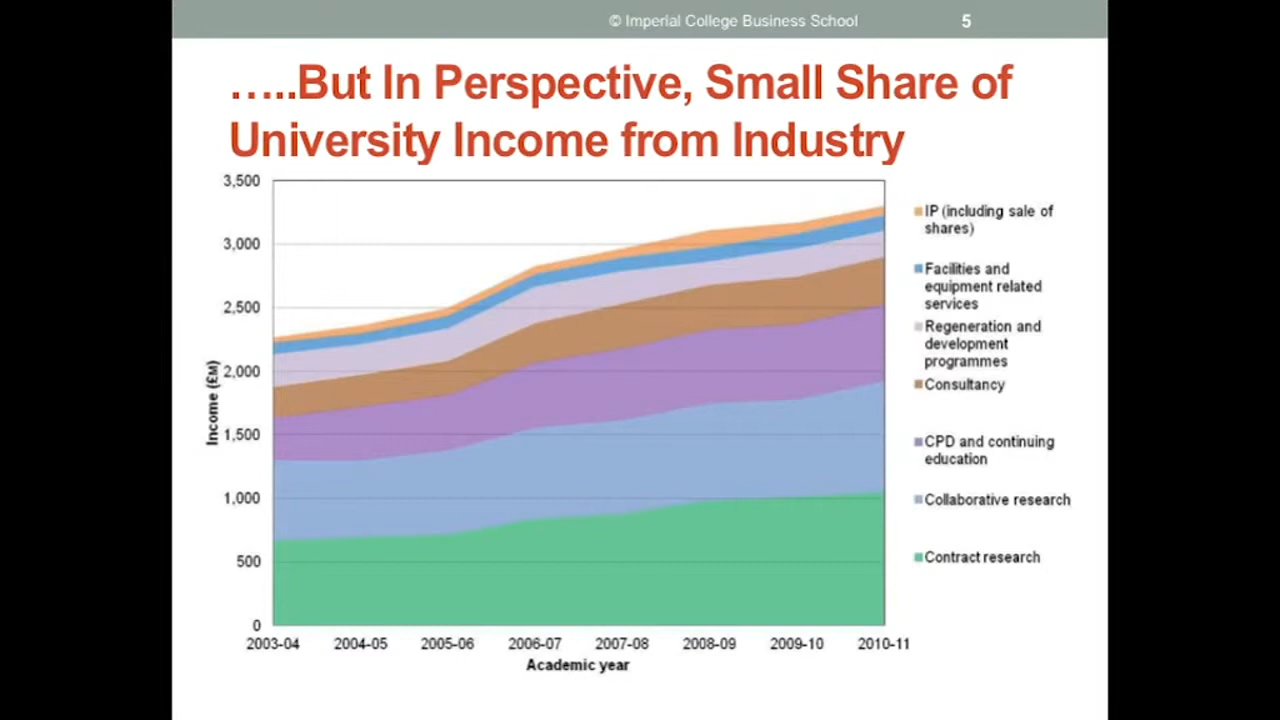 © Imperial College Business School 5
…..But In Perspective, Small Share of
University Income from Industry
3,500
3,000
2,500
2,000
1,500
1,000
500
0
Income (£M)
2003-04 2004-05 2005-06 2006-07 2007-08 2008-09 2009-10 2010-11
Academic year
IP (including sale of
shares)
Facilities and
equipment related
services
Regeneration and
development
programmes
Consultancy
CPD and continuing
education
Collaborative research
Contract research